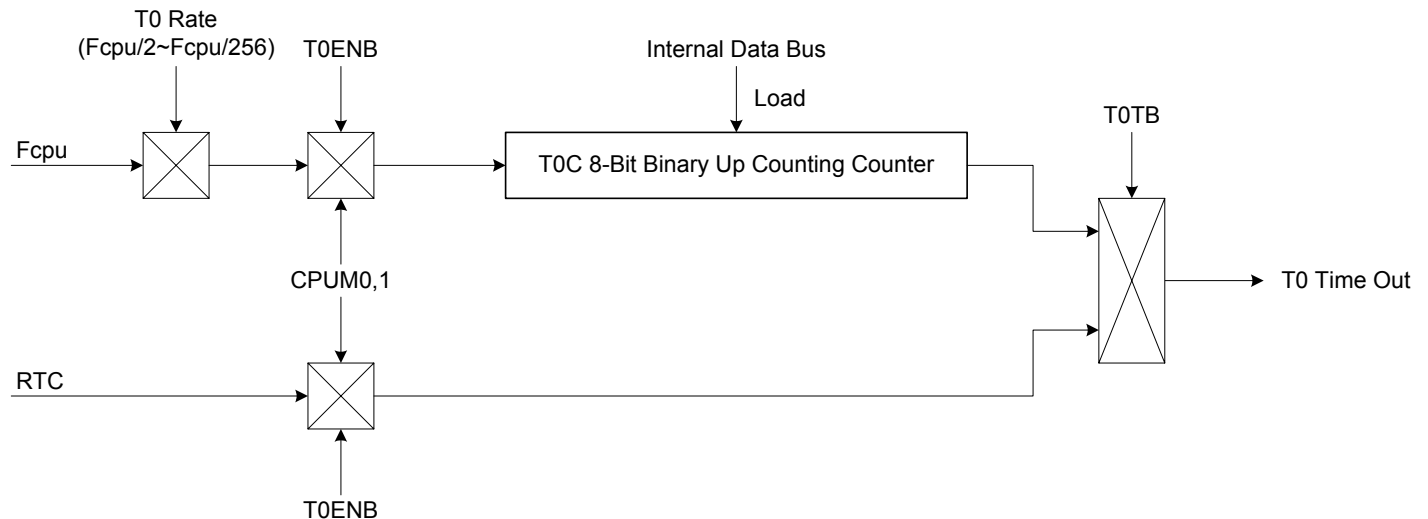 T0 Rate
(Fcpu/2~Fcpu/256)
T0ENB
Internal Data Bus
Load
T0TB
Fcpu
T0C 8-Bit Binary Up Counting Counter
CPUM0,1
T0 Time Out
RTC
T0ENB